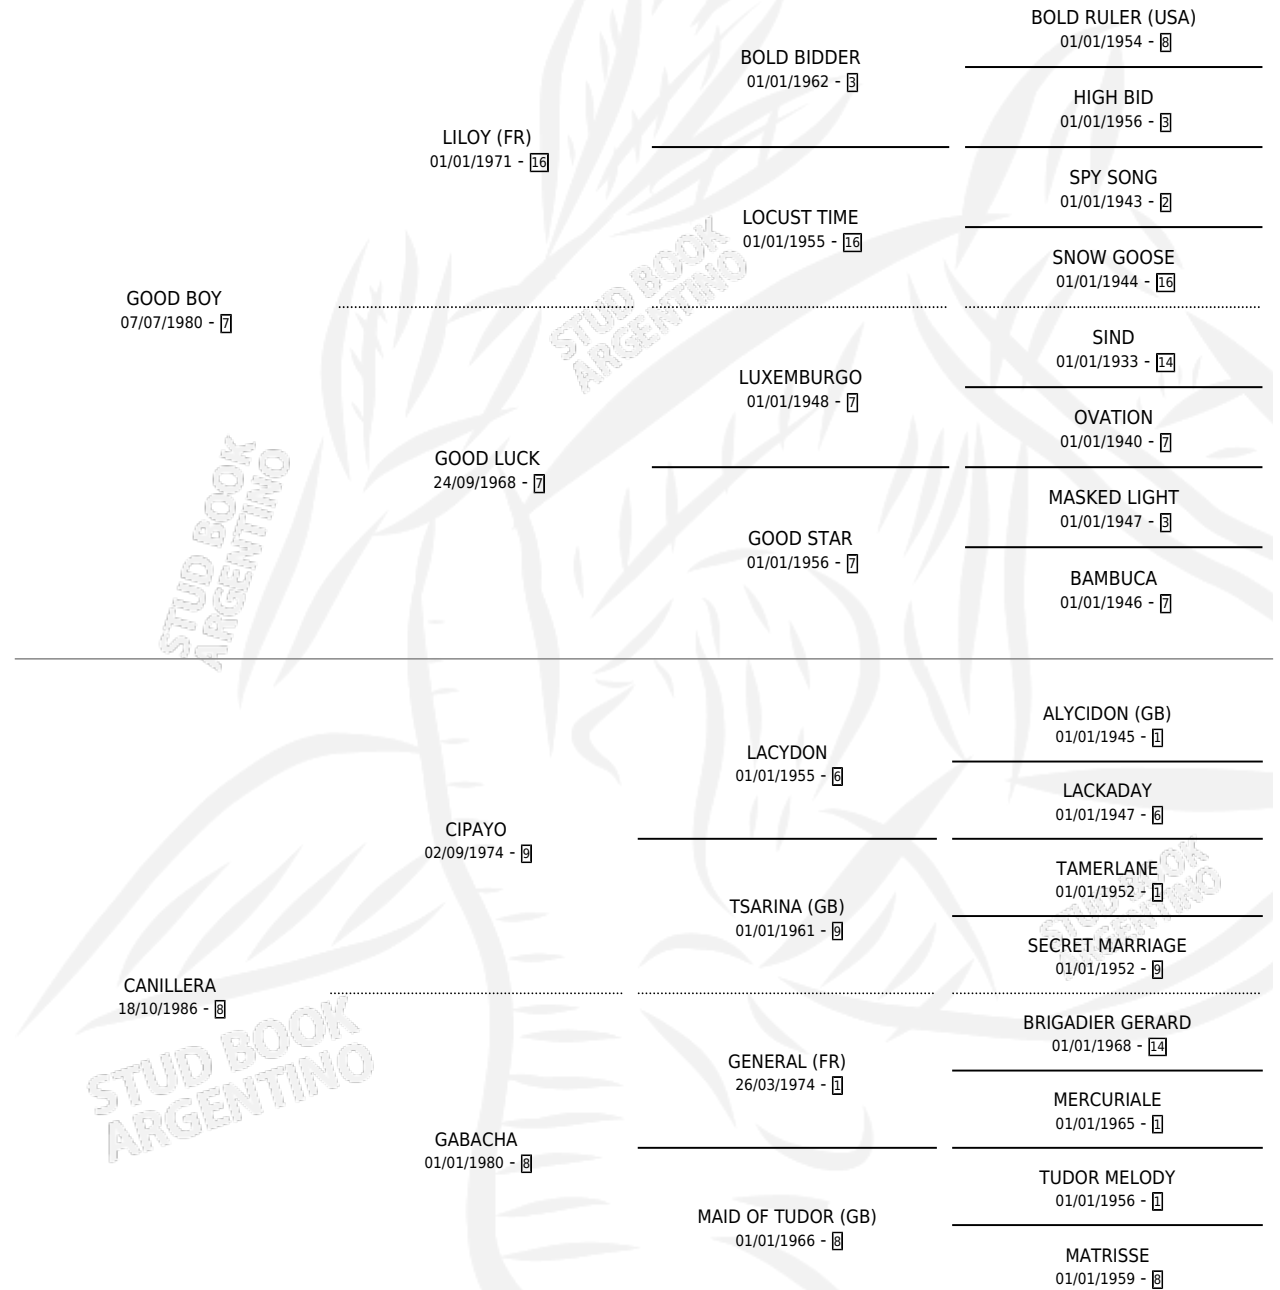 GOOD BOY
07/07/1980 - 7
LILOY (FR)
01/01/1971 - 16
GOOD LUCK
24/09/1968 - 7
BOLD BIDDER
01/01/1962 - 3
LOCUST TIME
01/01/1955 - 16
LUXEMBURGO
01/01/1948 - 7
GOOD STAR
01/01/1956 - 7
BOLD RULER (USA)
01/01/1954 - 8
HIGH BID
01/01/1956 - 3
SPY SONG
01/01/1943 - 2
SNOW GOOSE
01/01/1944 - 16
SIND
01/01/1933 - 14
OVATION
01/01/1940 - 7
MASKED LIGHT
01/01/1947 - 3
BAMBUCA
01/01/1946 - 7
CANILLERA
18/10/1986 - 8
CIPAYO
02/09/1974 - 9
GABACHA
01/01/1980 - 8
LACYDON
01/01/1955 - 6
TSARINA (GB)
01/01/1961 - 9
GENERAL (FR)
26/03/1974 - 1
MAID OF TUDOR (GB)
01/01/1966 - 8
ALYCIDON (GB)
01/01/1945 - 1
LACKADAY
01/01/1947 - 6
TAMERLANE
01/01/1952 - 1
SECRET MARRIAGE
01/01/1952 - 9
BRIGADIER GERARD
01/01/1968 - 14
MERCURIALE
01/01/1965 - 1
TUDOR MELODY
01/01/1956 - 1
MATRISSE
01/01/1959 - 8
STUD BOOK
ARGENTINO
STUD BOOK
ARGENTINO
STUD BOOK
ARGENTINO
STUD BOOK
ARGENTINO